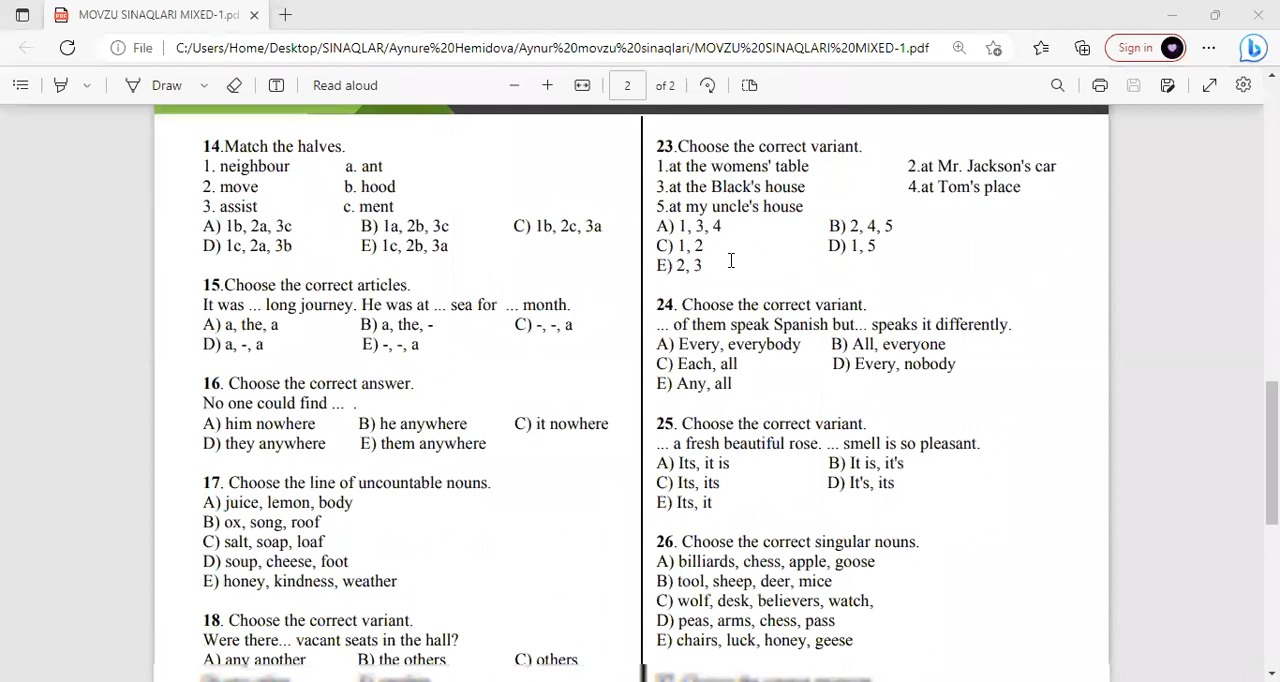 MOVZU SINAQLARI MIXED-1.pd
File C:/Users/Home/Desktop/SINAQLAR/Aynure%20Hemidova/Aynur%20movzu%20sinaqlari/MOVZU%20SINAQLARI%20MIXED-1.pdf Sign in
Draw Read aloud 2 of 2
14.Match the halves.
1. neighbour a. ant
2. move b. hood
3. assist c. ment
A) 1b, 2a, 3c B) 1a, 2b, 3c C) 1b, 2c, 3a
D) 1c, 2a, 3b E) 1c, 2b, 3a
15.Choose the correct articles.
It was ... long journey. He was at ... sea for ... month.
A) a, the, a B) a, the, - C) -, -, a
D) a, -, a E) -, -, a
16. Choose the correct answer.
No one could find ... .
A) him nowhere B) he anywhere C) it nowhere
D) they anywhere E) them anywhere
17. Choose the line of uncountable nouns.
A) juice, lemon, body
B) ox, song, roof
C) salt, soap, loaf
D) soup, cheese, foot
E) honey, kindness, weather
18. Choose the correct variant.
Were there... vacant seats in the hall?
A) any another B) the others C) others
23.Choose the correct variant.
1.at the womens' table 2.at Mr. Jackson's car
3.at the Black's house 4.at Tom's place
5.at my uncle's house
A) 1, 3, 4 B) 2, 4, 5
C) 1, 2 D) 1, 5
E) 2, 3
24. Choose the correct variant.
... of them speak Spanish but... speaks it differently.
A) Every, everybody B) All, everyone
C) Each, all D) Every, nobody
E) Any, all
25. Choose the correct variant.
... a fresh beautiful rose. ... smell is so pleasant.
A) Its, it is B) It is, it's
C) Its, its D) It's, its
E) Its, it
26. Choose the correct singular nouns.
A) billiards, chess, apple, goose
B) tool, sheep, deer, mice
C) wolf, desk, believers, watch,
D) peas, arms, chess, pass
E) chairs, luck, honey, geese